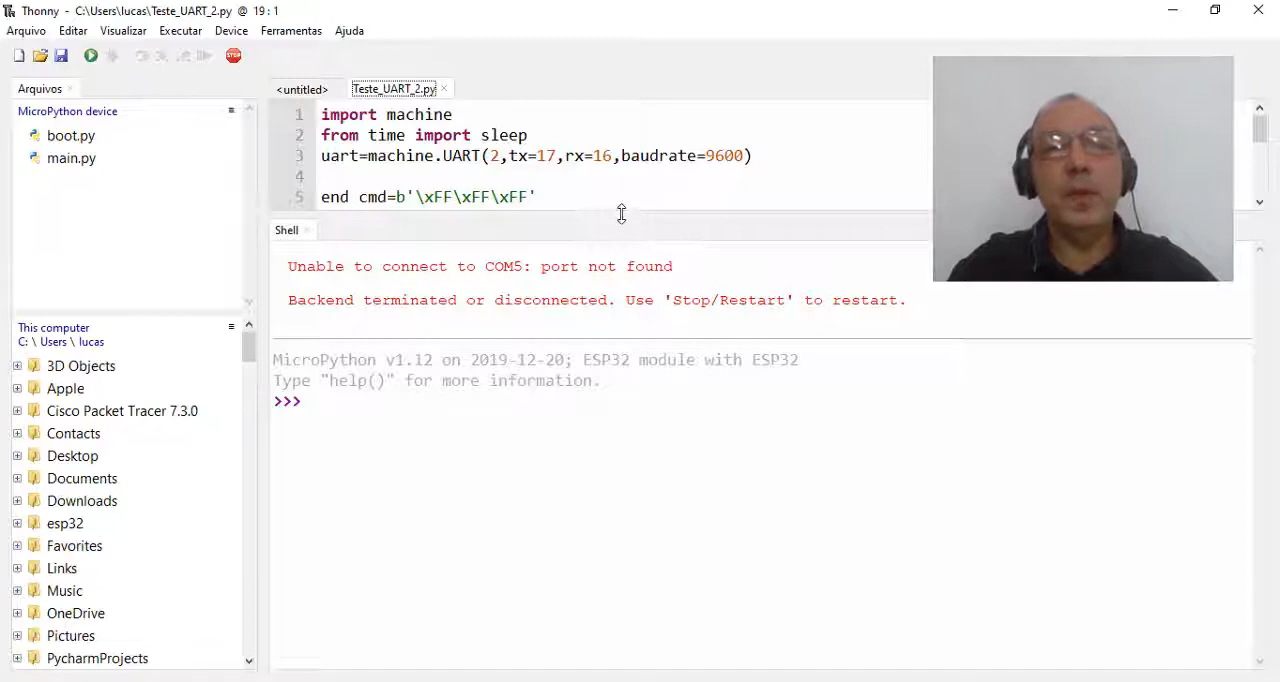 Thonny - C:\Users\lucas\Teste_UART_2.py @ 19 : 1
Arquivo Editar Visualizar Executar Device Ferramentas Ajuda
STOP
Arquivos
<untitled> Teste_UART_2.py
MicroPython device
boot.py
main.py
1 import machine
2 from time import sleep
3 uart=machine.UART(2,tx=17,rx=16,baudrate=9600)
4
5 end cmd=b'\xFF\xFF\xFF'
Shell
Unable to connect to COM5: port not found
Backend terminated or disconnected. Use 'Stop/Restart' to restart.
MicroPython v1.12 on 2019-12-20; ESP32 module with ESP32
Type "help()" for more information.
>>>
This computer
C: \ Users \ lucas
3D Objects
Apple
Cisco Packet Tracer 7.3.0
Contacts
Desktop
Documents
Downloads
esp32
Favorites
Links
Music
OneDrive
Pictures
PycharmProjects